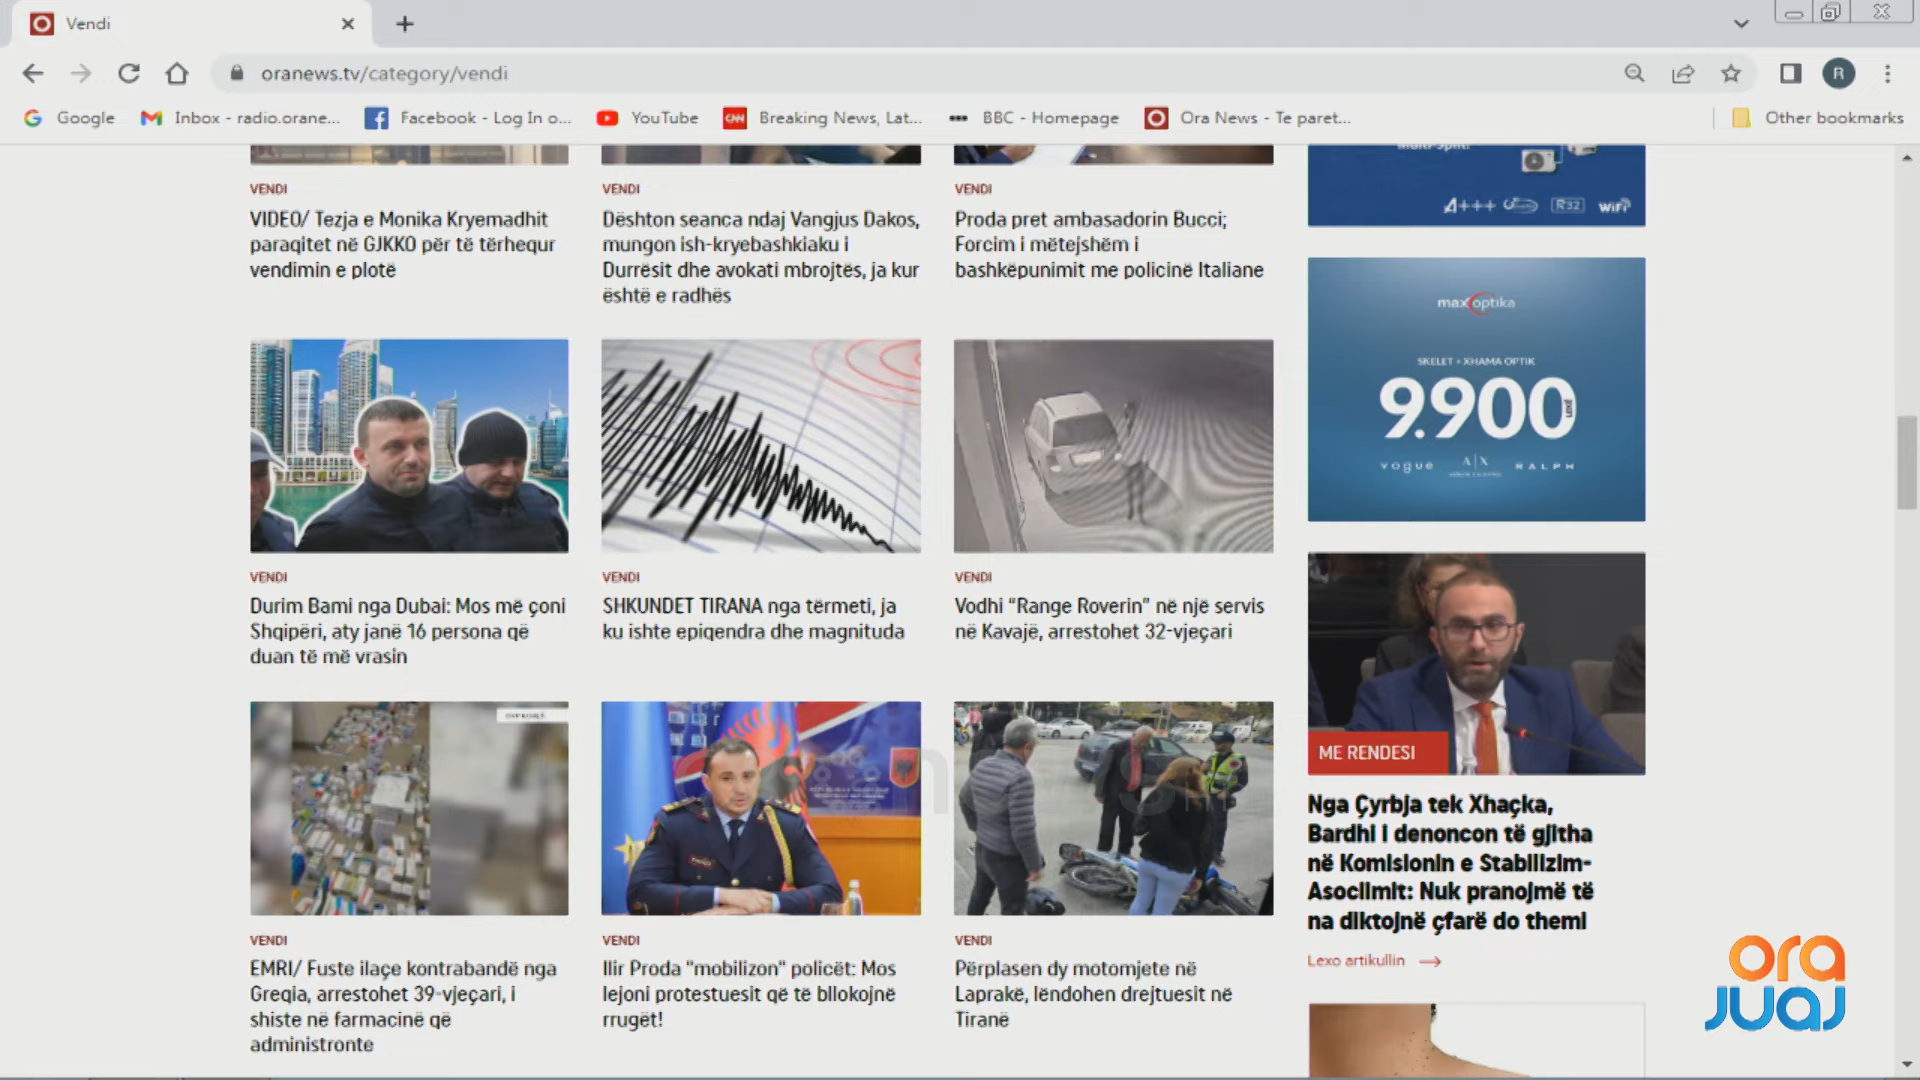 Vendi
oranews.tv/category/vendi
R
Google
Inbox - radio.orane...
Facebook - Log In o...
YouTube
CNN
Breaking News, Lat...
BBC - Homepage
Ora News - Te paret...
Other bookmarks
VENDI
VIDEO/ Tezja e Monika Kryemadhit
paraqitet në GJKKO për të tërhequr
vendimin e plotë
VENDI
Dështon seanca ndaj Vangjus Dakos,
mungon ish-kryebashkiaku i
Durrësit dhe avokati mbrojtës, ja kur
është e radhës
VENDI
Proda pret ambasadorin Bucci;
Forcim i mëtejshëm i
bashkëpunimit me policinë Italiane
A+++
R32
WiFi
max optika
SKELET + XHAMA OPTIK
9.900
LEKË
vogue
A|X
RALPH
VENDI
Durim Bami nga Dubai: Mos më çoni
Shqipëri, aty janë 16 persona që
duan të më vrasin
VENDI
SHKUNDET TIRANA nga tërmeti, ja
ku ishte epiqendra dhe magnituda
VENDI
Vodhi “Range Roverin” në një servis
në Kavajë, arrestohet 32-vjeçari
ME RENDESI
Nga Çyrbja tek Xhaçka,
Bardhi i denoncon të gjitha
në Komisionin e Stabilizim-
Asociimit: Nuk pranojmë të
na diktojnë çfarë do themi
Lexo artikullin
VENDI
EMRI/ Fuste ilaçe kontrabandë nga
Greqia, arrestohet 39-vjeçari, i
shiste në farmacinë që
administronte
VENDI
Ilir Proda "mobilizon" policët: Mos
lejoni protestuesit që të bllokojnë
rrugët!
VENDI
Përplasen dy motomjete në
Laprakë, lëndohen drejtuesit në
Tiranë
ora
JUAJ